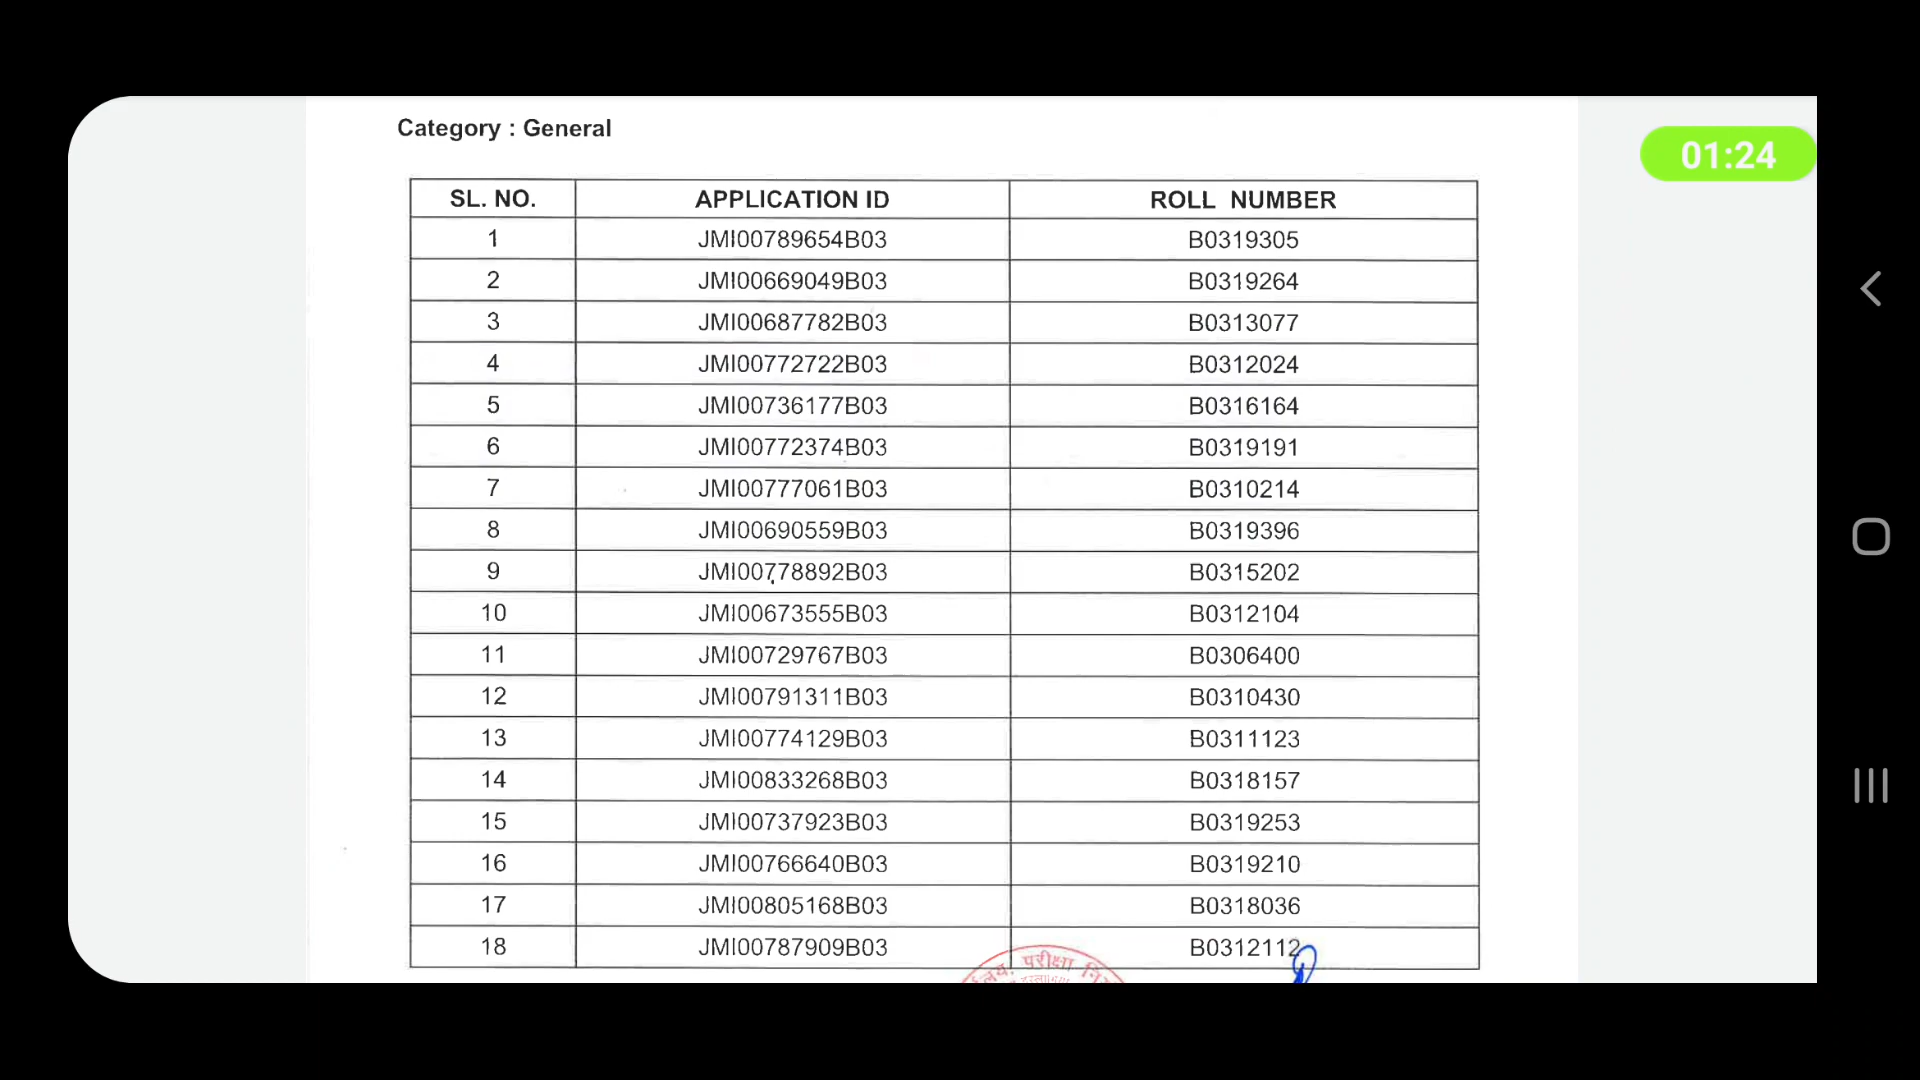 Category : General
01:24
SL. NO. APPLICATION ID ROLL NUMBER
1 JMI00789654B03 B0319305
2 JMI00669049B03 B0319264
3 JMI00687782B03 B0313077
4 JMI00772722B03 B0312024
5 JMI00736177B03 B0316164
6 JMI00772374B03 B0319191
7 JMI00777061B03 B0310214
8 JMI00690559B03 B0319396
9 JMI00778892B03 B0315202
10 JMI00673555B03 B0312104
11 JMI00729767B03 B0306400
12 JMI00791311B03 B0310430
13 JMI00774129B03 B0311123
14 JMI00833268B03 B0318157
15 JMI00737923B03 B0319253
16 JMI00766640B03 B0319210
17 JMI00805168B03 B0318036
18 JMI00787909B03 B0312112
परीक्षा